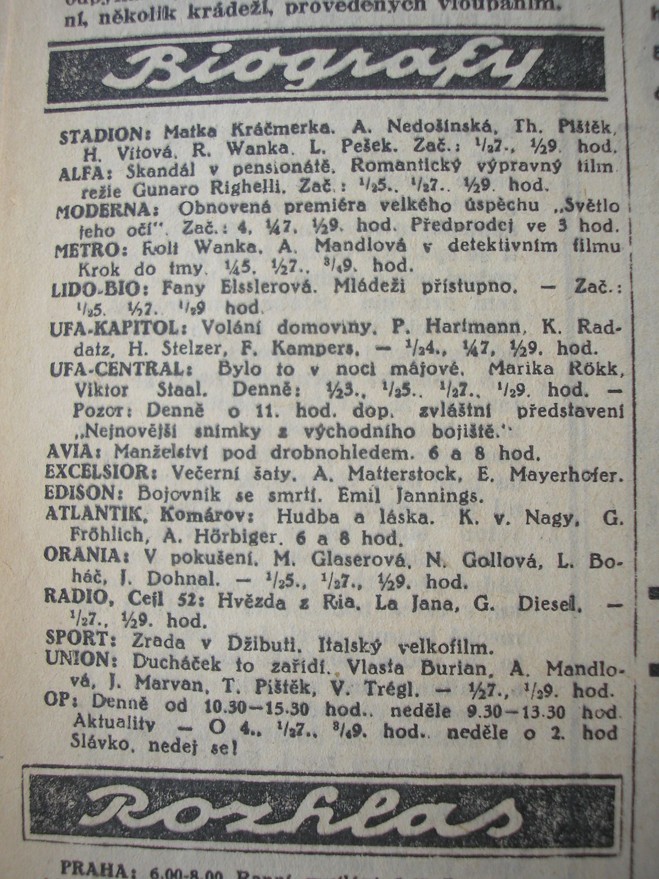 ní, několik krádeží, provedených vloupáním.
Biografy
STADION: Matka Kráčmerka. A. Nedošinská, Th. Pištěk,
H. Vítová, R. Wanka, L. Pešek. Zač.: ½7., ½9. hod.
ALFA: Skandál v pensionátě. Romantický výpravný film
režie Gunaro Righelli. Zač.: ½5., ½7., ½9. hod.
MODERNA: Obnovená premiéra velkého úspěchu „Světlo
jeho očí“. Zač.: 4, ¼7, ½9. hod. Předprodej ve 3 hod.
METRO: Rolf Wanka, A. Mandlová v detektivním filmu
Krok do tmy. ¼5, ½7., ¾9. hod.
LIDO-BIO: Fany Elsslerová. Mládeži přístupno. — Zač.:
½5. ½7. ½9 hod.
UFA-KAPITOL: Volání domoviny, P. Hartmann, K. Rad-
datz, H. Stelzer, F. Kampers, — ½4., ¼7, ½9. hod.
UFA-CENTRAL: Bylo to v noci májové, Marika Rökk,
Viktor Staal. Denně: ½3., ½5., ½7., ½9. hod. —
Pozor: Denně o 11. hod. dop. zvláštní představení
„Nejnovější snímky z východního bojiště.“
AVIA: Manželství pod drobnohledem. 6 a 8 hod.
EXCELSIOR: Večerní šaty. A. Matterstock, E. Mayerhofer.
EDISON: Bojovník se smrtí. Emil Jannings.
ATLANTIK, Komárov: Hudba a láska. K. v. Nagy, G.
Fröhlich, A. Hörbiger. 6 a 8 hod.
ORANIA: V pokušení. M. Glaserová, N. Gollová, L. Bo-
háč, J. Dohnal. — ½5., ½7., ½9. hod.
RADIO, Cejl 52: Hvězda z Ria, La Jana, G. Diesel, —
½7., ½9. hod.
SPORT: Zrada v Džibuti. Italský velkofilm.
UNION: Ducháček to zařídí. Vlasta Burian, A. Mandlo-
vá, J. Marvan, T. Pištěk, V. Trégl. — ½7., ½9. hod.
OP: Denně od 10.30—15.30 hod., neděle 9.30—13.30 hod.
Aktuality — O 4., ½7., ¾9. hod., neděle o 2. hod
Slávko, nedej se!
Rozhlas
PRAHA: 6.00-8.00